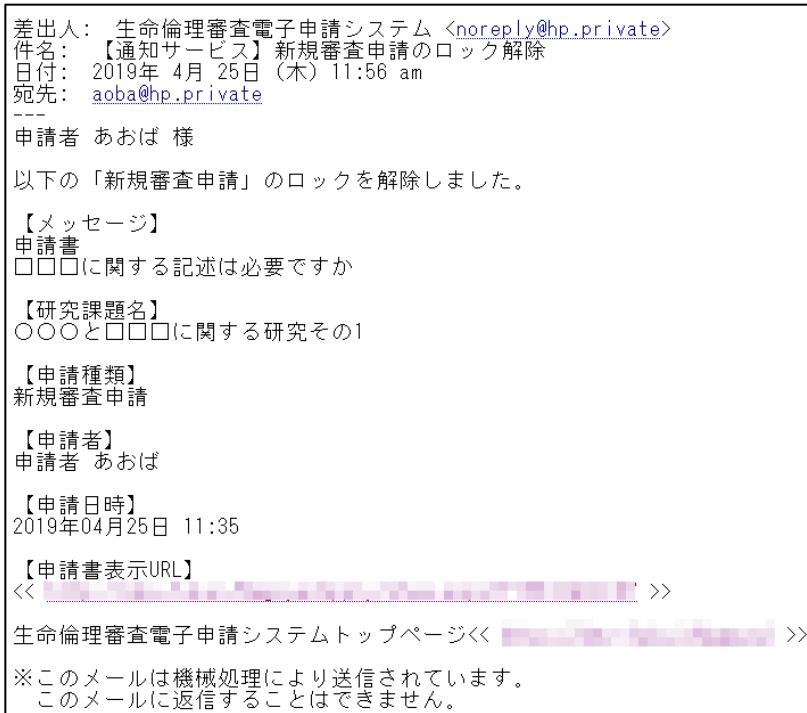 差出人: 生命倫理審査電子申請システム <noreply@hp.private>
件名: 【通知サービス】新規審査申請のロック解除
日付: 2019年 4月 25日 (木) 11:56 am
宛先: aoba@hp.private
---
申請者 あおば 様
以下の「新規審査申請」のロックを解除しました。
【メッセージ】
申請書
□□□に関する記述は必要ですか
【研究課題名】
○○○と□□□に関する研究その1
【申請種類】
新規審査申請
【申請者】
申請者 あおば
【申請日時】
2019年04月25日 11:35
【申請書表示URL】
<< >>
生命倫理審査電子申請システムトップページ<< >>
※このメールは機械処理により送信されています。
このメールに返信することはできません。